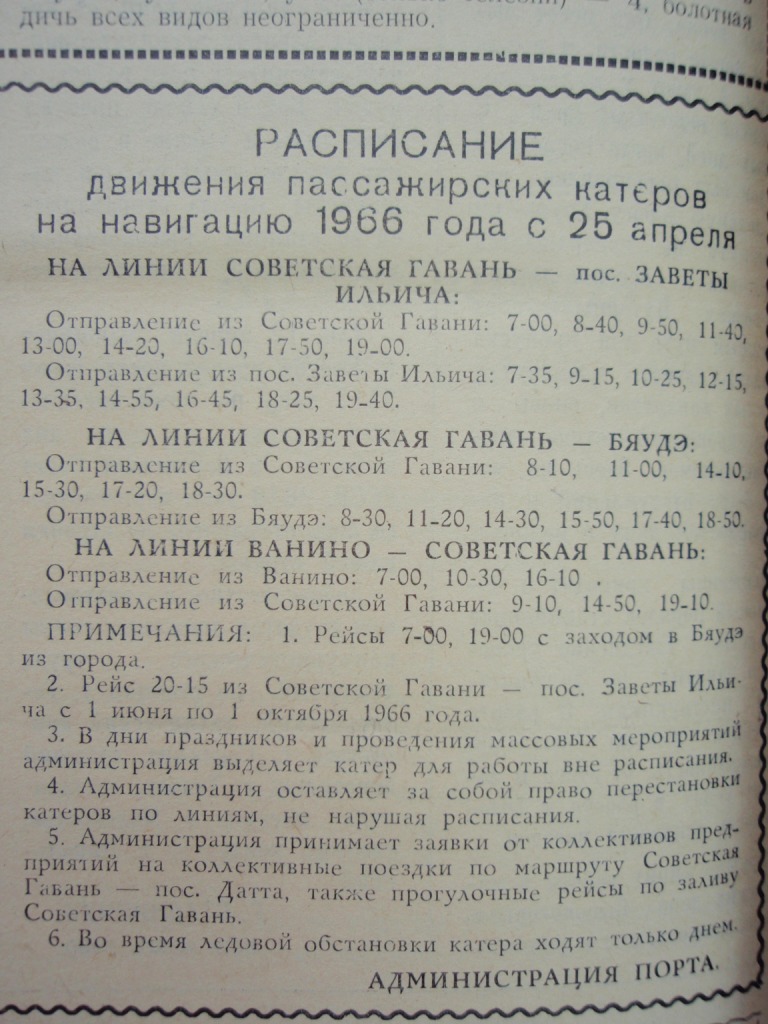 дичь всех видов неограниченно.
4, болотная
РАСПИСАНИЕ
движения пассажирских катеров
на навигацию 1966 года с 25 апреля
НА ЛИНИИ СОВЕТСКАЯ ГАВАНЬ — пос. ЗАВЕТЫ
ИЛЬИЧА:
Отправление из Советской Гавани: 7-00, 8-40, 9-50, 11-40,
13-00, 14-20, 16-10, 17-50, 19-00.
Отправление из пос. Заветы Ильича: 7-35, 9-15, 10-25, 12-15,
13-35, 14-55, 16-45, 18-25, 19-40.
НА ЛИНИИ СОВЕТСКАЯ ГАВАНЬ — БЯУДЭ:
Отправление из Советской Гавани: 8-10, 11-00, 14-10,
15-30, 17-20, 18-30.
Отправление из Бяудэ: 8-30, 11-20, 14-30, 15-50, 17-40, 18-50.
НА ЛИНИИ ВАНИНО — СОВЕТСКАЯ ГАВАНЬ:
Отправление из Ванино: 7-00, 10-30, 16-10 .
Отправление из Советской Гавани: 9-10, 14-50, 19-10.
ПРИМЕЧАНИЯ: 1. Рейсы 7-00, 19-00 с заходом в Бяудэ
из города.
2. Рейс 20-15 из Советской Гавани — пос. Заветы Ильи-
ча с 1 июня по 1 октября 1966 года.
3. В дни праздников и проведения массовых мероприятий
администрация выделяет катер для работы вне расписания.
4. Администрация оставляет за собой право перестановки
катеров по линиям, не нарушая расписания.
5. Администрация принимает заявки от коллективов пред-
приятий на коллективные поездки по маршруту Советская
Гавань — пос. Датта, также прогулочные рейсы по заливу
Советская Гавань.
6. Во время ледовой обстановки катера ходят только днем.
АДМИНИСТРАЦИЯ ПОРТА.